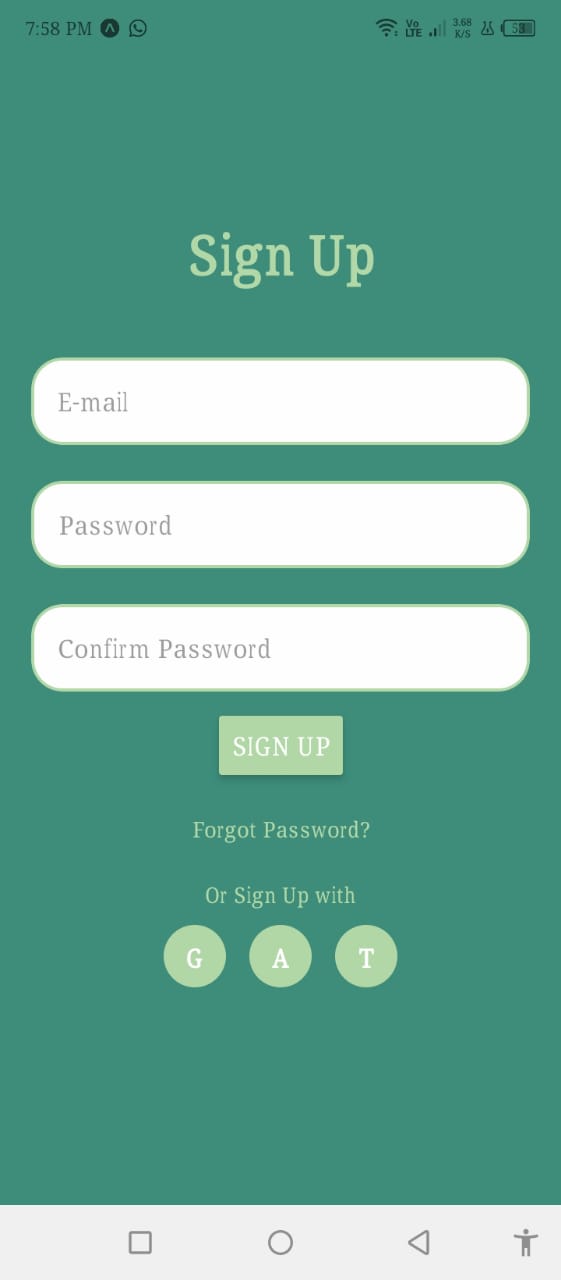 7:58 PM
Vo
LTE
3.68
K/S
Sign Up
E-mail
Password
Confirm Password
SIGN UP
Forgot Password?
Or Sign Up with
G A T